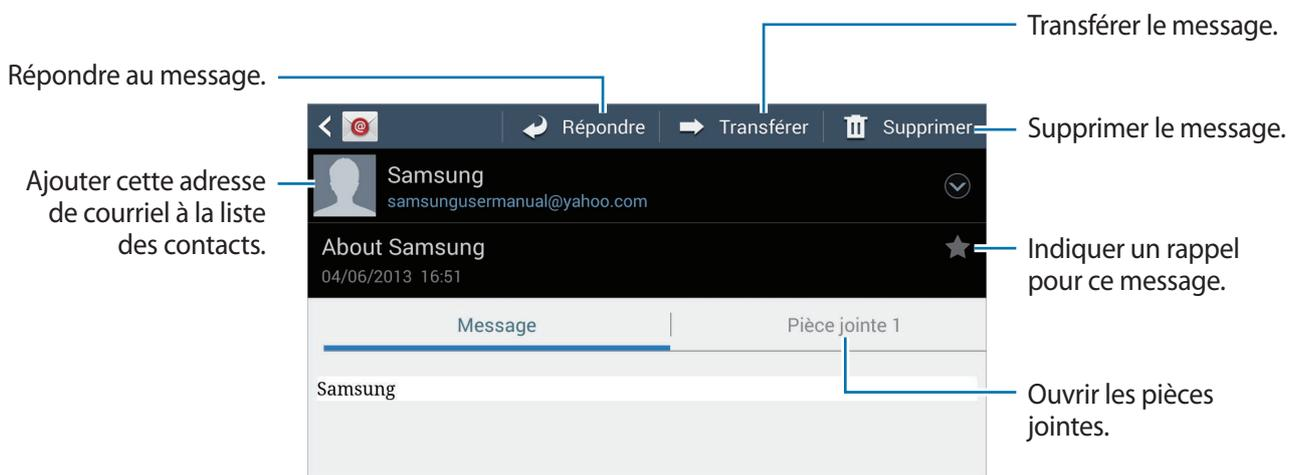 Transférer le message.
Répondre au message.
Répondre
Transférer
Supprimer
Supprimer le message.
Ajouter cette adresse
de courriel à la liste
des contacts.
Samsung
samsungusermanual@yahoo.com
About Samsung
04/06/2013 16:51
Indiquer un rappel
pour ce message.
Message
Pièce jointe 1
Samsung
Ouvrir les pièces
jointes.